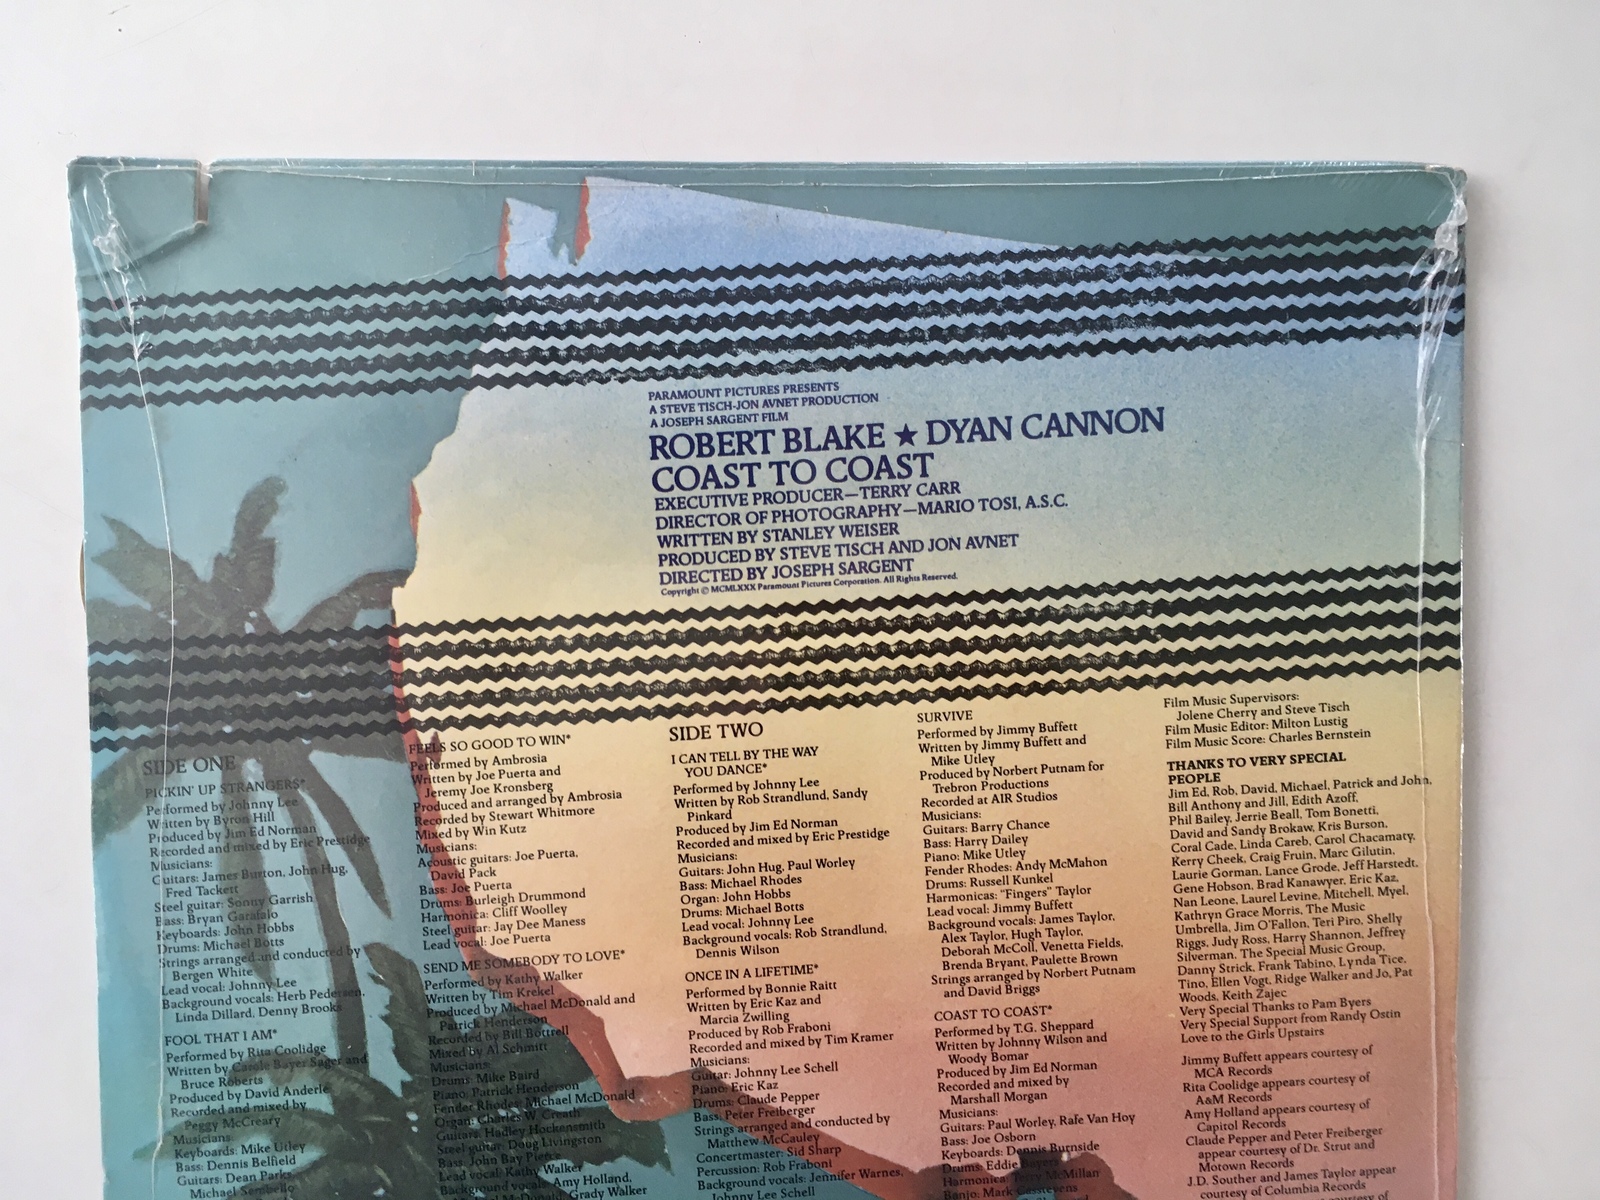 PARAMOUNT PICTURES PRESENTS
A STEVE TISCH-JON AVNET PRODUCTION
A JOSEPH SARGENT FILM
ROBERT BLAKE ★ DYAN CANNON
COAST TO COAST
EXECUTIVE PRODUCER—TERRY CARR
DIRECTOR OF PHOTOGRAPHY—MARIO TOSI, A.S.C.
WRITTEN BY STANLEY WEISER
PRODUCED BY STEVE TISCH AND JON AVNET
DIRECTED BY JOSEPH SARGENT
Copyright © MCMLXXX Paramount Pictures Corporation. All Rights Reserved.
SIDE ONE
PICKIN' UP STRANGERS*
Performed by Johnny Lee
Written by Byron Hill
Produced by Jim Ed Norman
Recorded and mixed by Eric Prestidge
Musicians:
Guitars: James Burton, John Hug,
Fred Tackett
Steel guitar: Sonny Garrish
Bass: Bryan Garafalo
Keyboards: John Hobbs
Drums: Michael Botts
Strings arranged and conducted by
Bergen White
Lead vocal: Johnny Lee
Background vocals: Herb Pedersen,
Linda Dillard, Denny Brooks
FOOL THAT I AM*
Performed by Rita Coolidge
Written by Carole Bayer Sager and
Bruce Roberts
Produced by David Anderle
Recorded and mixed by
Peggy McCreary
Musicians:
Keyboards: Mike Utley
Bass: Dennis Belfield
Guitars: Dean Parks,
Michael Sembello
FEELS SO GOOD TO WIN*
Performed by Ambrosia
Written by Joe Puerta and
Jeremy Joe Kronsberg
Produced and arranged by Ambrosia
Recorded by Stewart Whitmore
Mixed by Win Kutz
Musicians:
Acoustic guitars: Joe Puerta,
David Pack
Bass: Joe Puerta
Drums: Burleigh Drummond
Harmonica: Cliff Woolley
Steel guitar: Jay Dee Maness
Lead vocal: Joe Puerta
SEND ME SOMEBODY TO LOVE*
Performed by Kathy Walker
Written by Tim Krekel
Produced by Michael McDonald and
Patrick Henderson
Recorded by Bill Bottrell
Mixed by Al Schmitt
Musicians:
Drums: Mike Baird
Piano: Patrick Henderson
Fender Rhodes: Michael McDonald
Organ: Charles W. Creath
Guitars: Hadley Hockensmith
Steel guitar: Doug Livingston
Bass: John Bay Pierce
Lead vocal: Kathy Walker
Background vocals: Amy Holland,
McDonald, Grady Walker
SIDE TWO
I CAN TELL BY THE WAY
YOU DANCE*
Performed by Johnny Lee
Written by Rob Strandlund, Sandy
Pinkard
Produced by Jim Ed Norman
Recorded and mixed by Eric Prestidge
Musicians:
Guitars: John Hug, Paul Worley
Bass: Michael Rhodes
Organ: John Hobbs
Drums: Michael Botts
Lead vocal: Johnny Lee
Background vocals: Rob Strandlund,
Dennis Wilson
ONCE IN A LIFETIME*
Performed by Bonnie Raitt
Written by Eric Kaz and
Marcia Zwilling
Produced by Rob Fraboni
Recorded and mixed by Tim Kramer
Musicians:
Guitar: Johnny Lee Schell
Piano: Eric Kaz
Drums: Claude Pepper
Bass: Peter Freiberger
Strings arranged and conducted by
Matthew McCauley
Concertmaster: Sid Sharp
Percussion: Rob Fraboni
Background vocals: Jennifer Warnes,
Johnny Lee Schell
SURVIVE
Performed by Jimmy Buffett
Written by Jimmy Buffett and
Mike Utley
Produced by Norbert Putnam for
Trebron Productions
Recorded at AIR Studios
Musicians:
Guitars: Barry Chance
Bass: Harry Dailey
Piano: Mike Utley
Fender Rhodes: Andy McMahon
Drums: Russell Kunkel
Harmonicas: "Fingers" Taylor
Lead vocal: Jimmy Buffett
Background vocals: James Taylor,
Alex Taylor, Hugh Taylor,
Deborah McColl, Venetta Fields,
Brenda Bryant, Paulette Brown
Strings arranged by Norbert Putnam
and David Briggs
COAST TO COAST*
Performed by T.G. Sheppard
Written by Johnny Wilson and
Woody Bomar
Produced by Jim Ed Norman
Recorded and mixed by
Marshall Morgan
Musicians:
Guitars: Paul Worley, Rafe Van Hoy
Bass: Joe Osborn
Keyboards: Dennis Burnside
Drums: Eddie Bayers
Harmonica: Terry McMillan
Banjo: Mark Casstevens
Film Music Supervisors:
Jolene Cherry and Steve Tisch
Film Music Editor: Milton Lustig
Film Music Score: Charles Bernstein
THANKS TO VERY SPECIAL
PEOPLE
Jim Ed, Rob, David, Michael, Patrick and John,
Bill Anthony and Jill, Edith Azoff,
Phil Bailey, Jerrie Beall, Tom Bonetti,
David and Sandy Brokaw, Kris Burson,
Coral Cade, Linda Careb, Carol Chacamaty,
Kerry Cheek, Craig Fruin, Marc Gilutin,
Laurie Gorman, Lance Grode, Jeff Harstedt,
Gene Hobson, Brad Kanawyer, Eric Kaz,
Nan Leone, Laurel Levine, Mitchell, Myel,
Kathryn Grace Morris, The Music
Umbrella, Jim O'Fallon, Teri Piro, Shelly
Riggs, Judy Ross, Harry Shannon, Jeffrey
Silverman, The Special Music Group,
Danny Strick, Frank Tabino, Lynda Tice,
Tino, Ellen Vogt, Ridge Walker and Jo, Pat
Woods, Keith Zajec
Very Special Thanks to Pam Byers
Very Special Support from Randy Ostin
Love to the Girls Upstairs
Jimmy Buffett appears courtesy of
MCA Records
Rita Coolidge appears courtesy of
A&M Records
Amy Holland appears courtesy of
Capitol Records
Claude Pepper and Peter Freiberger
appear courtesy of Dr. Strut and
Motown Records
J.D. Souther and James Taylor appear
courtesy of Columbia Records